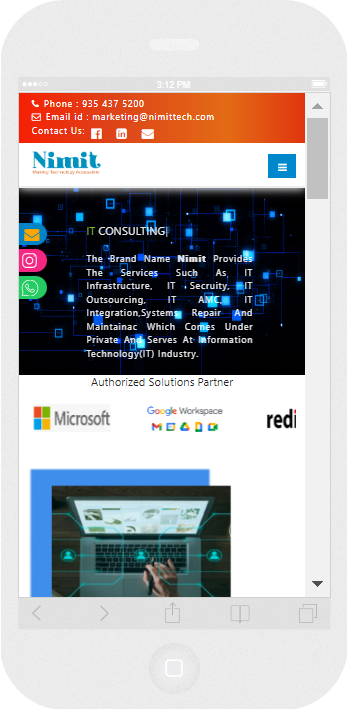 3:12 PM
Phone : 935 437 5200
Email id : marketing@nimittech.com
Contact Us:
Nimit
Making Technology Accessible
IT CONSULTING|
The Brand Name Nimit Provides
The Services Such As IT
Infrastructure, IT Secruity, IT
Outsourcing, IT AMC, IT
Integration,Systems Repair And
Maintainac Which Comes Under
Private And Serves At Information
Technology(IT) Industry.
Authorized Solutions Partner
Microsoft
Google Workspace
redi